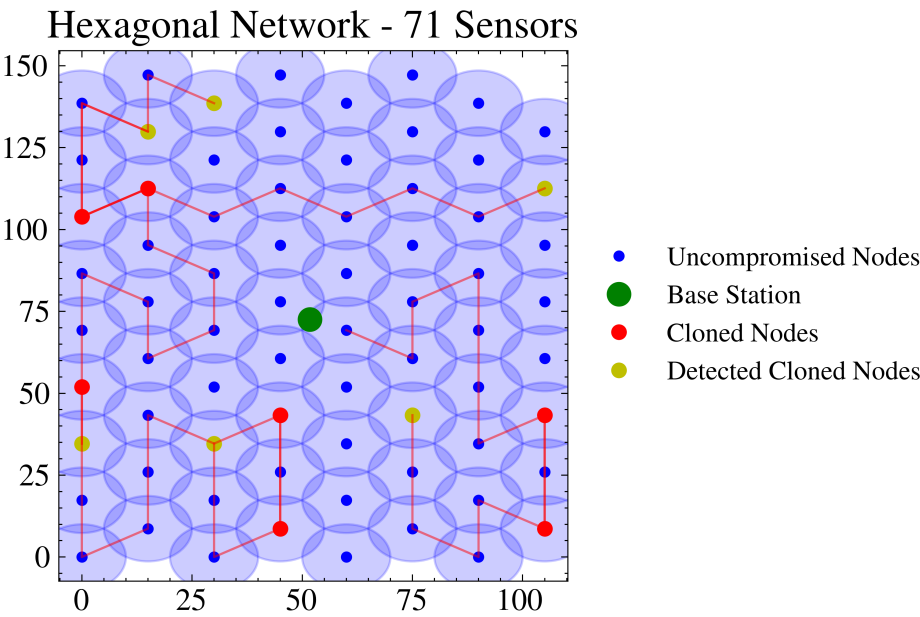 Hexagonal Network - 71 Sensors
150
125
100
75
50
25
0
0 25 50 75 100
Uncompromised Nodes
Base Station
Cloned Nodes
Detected Cloned Nodes